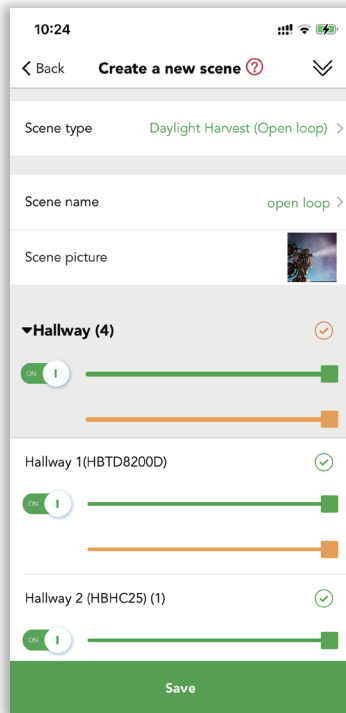 10:24
Back Create a new scene ?
Scene type Daylight Harvest (Open loop)
Scene name open loop
Scene picture
Hallway (4)
ON I
Hallway 1(HBTD8200D)
ON I
Hallway 2 (HBHC25) (1)
ON I
Save